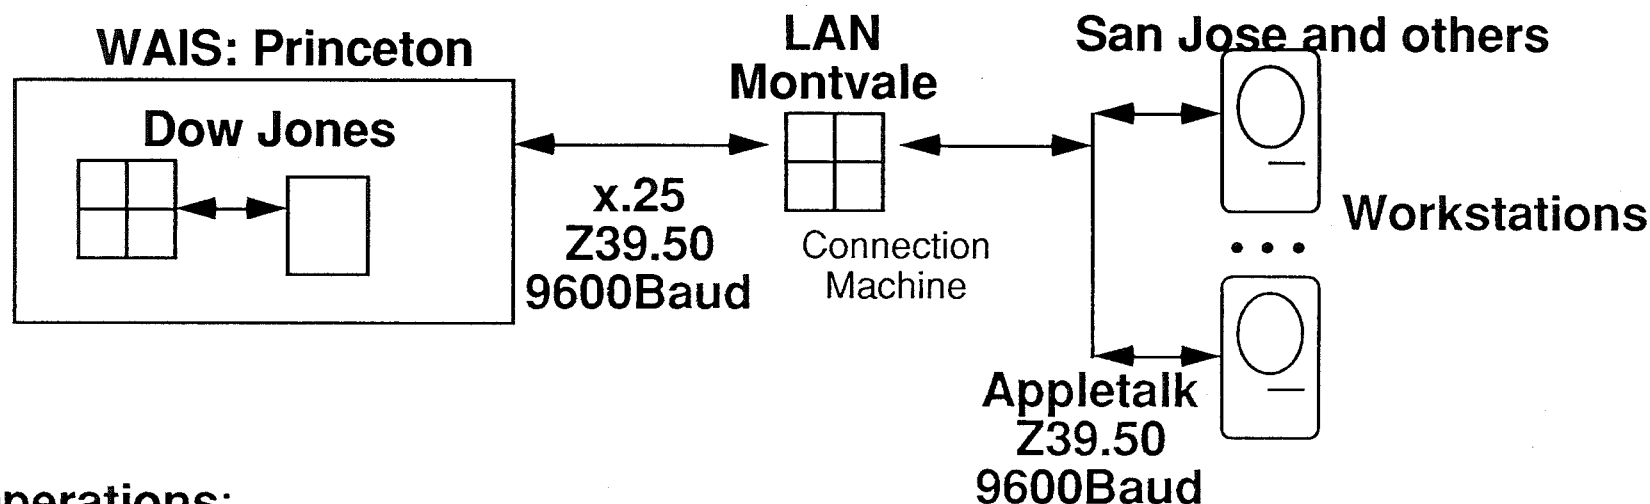 WAIS: Princeton
Dow Jones
x.25
Z39.50
9600Baud
LAN
Montvale
Connection
Machine
San Jose and others
Workstations
Appletalk
Z39.50
9600Baud
perations: